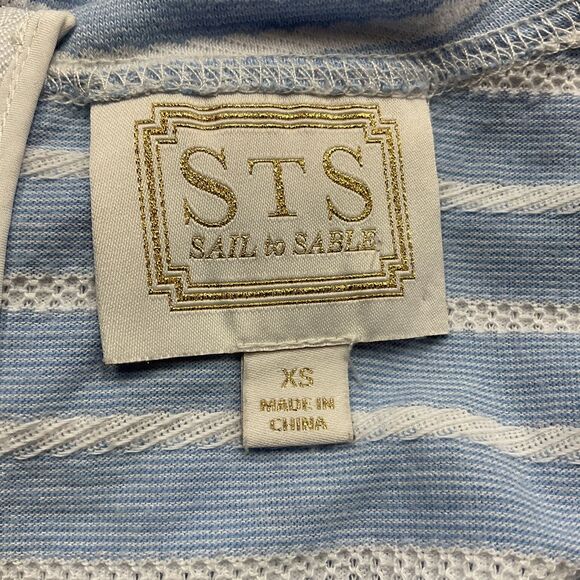 STS
SAIL to SABLE
XS
MADE IN
CHINA